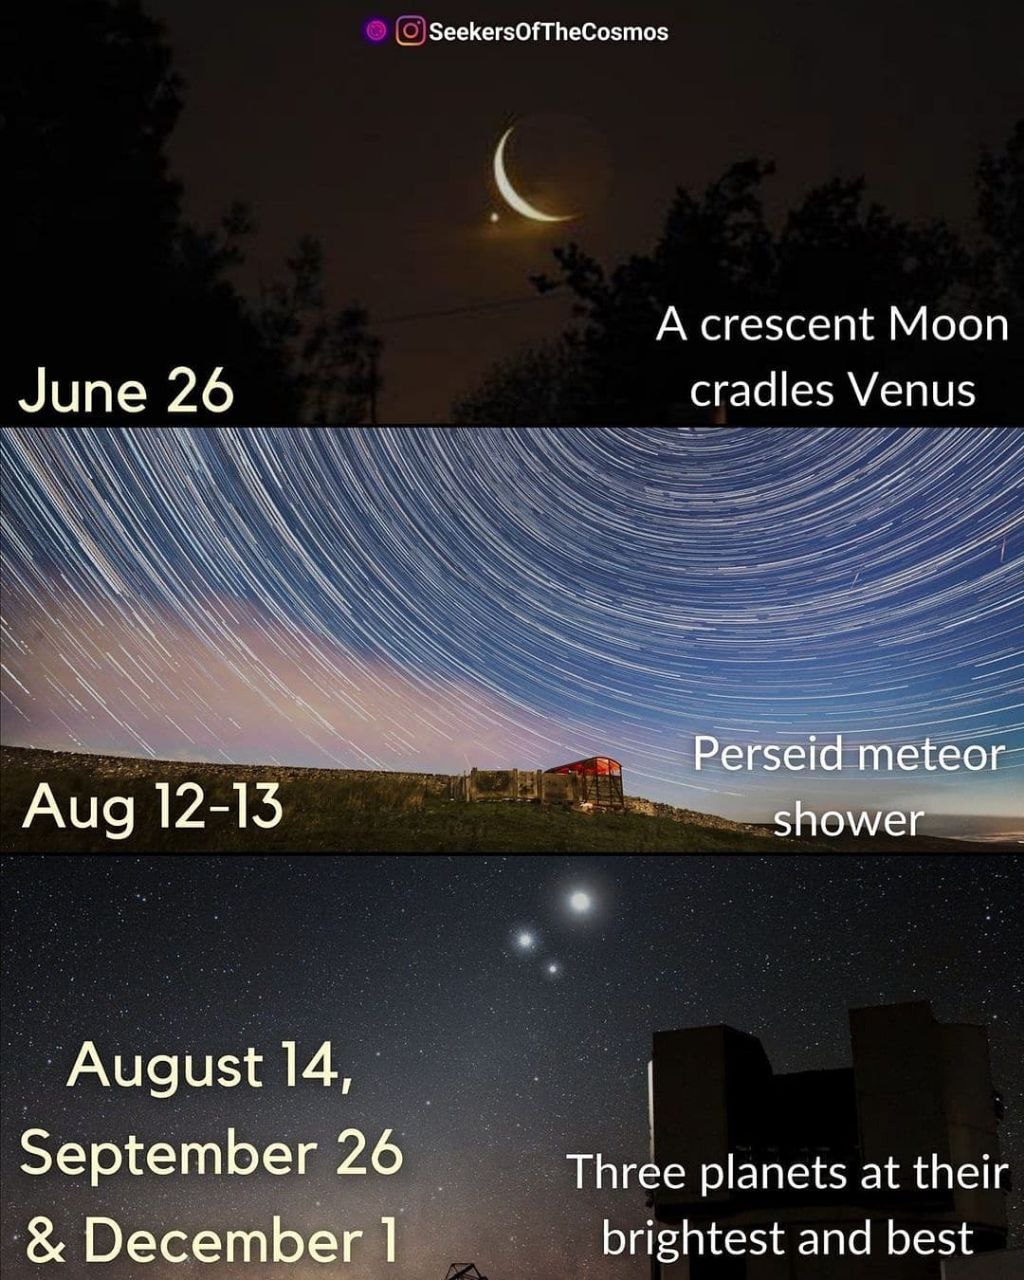 SeekersOfTheCosmos
A crescent Moon
cradles Venus
June 26
Perseid meteor
shower
Aug 12-13
August 14,
September 26
& December 1
Three planets at their
brightest and best